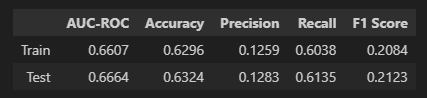 AUC-ROC Accuracy Precision Recall F1 Score
Train 0.6607 0.6296 0.1259 0.6038 0.2084
Test 0.6664 0.6324 0.1283 0.6135 0.2123